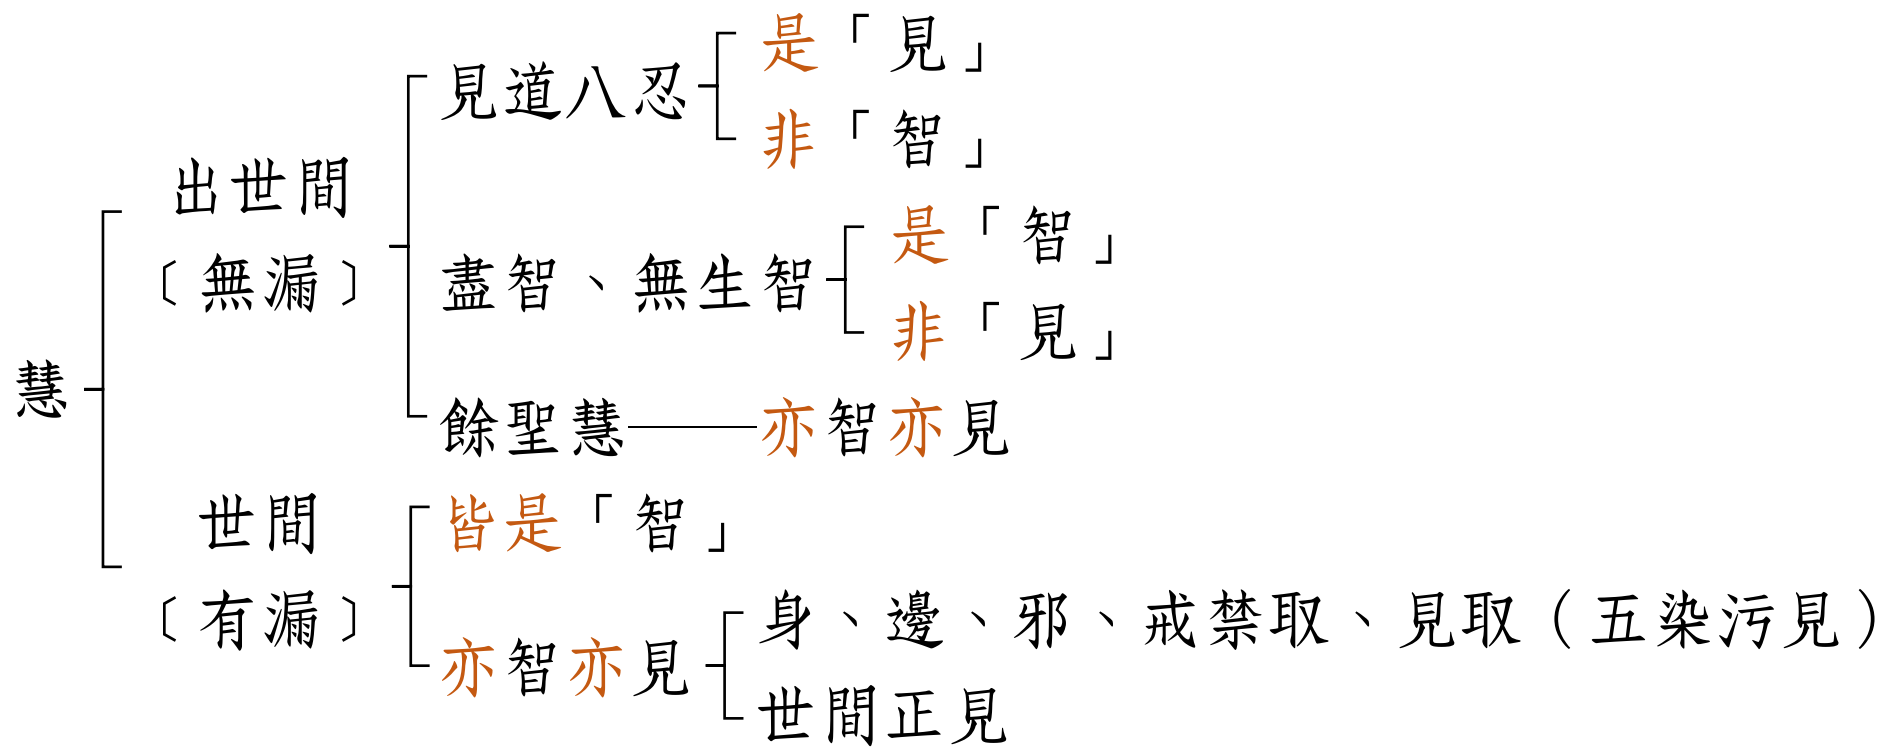 慧
出世間
〔無漏〕
見道八忍
是「見」
非「智」
盡智、無生智
是「智」
非「見」
餘聖慧
亦智亦見
世間
〔有漏〕
皆是「智」
亦智亦見
身、邊、邪、戒禁取、見取（五染污見）
世間正見